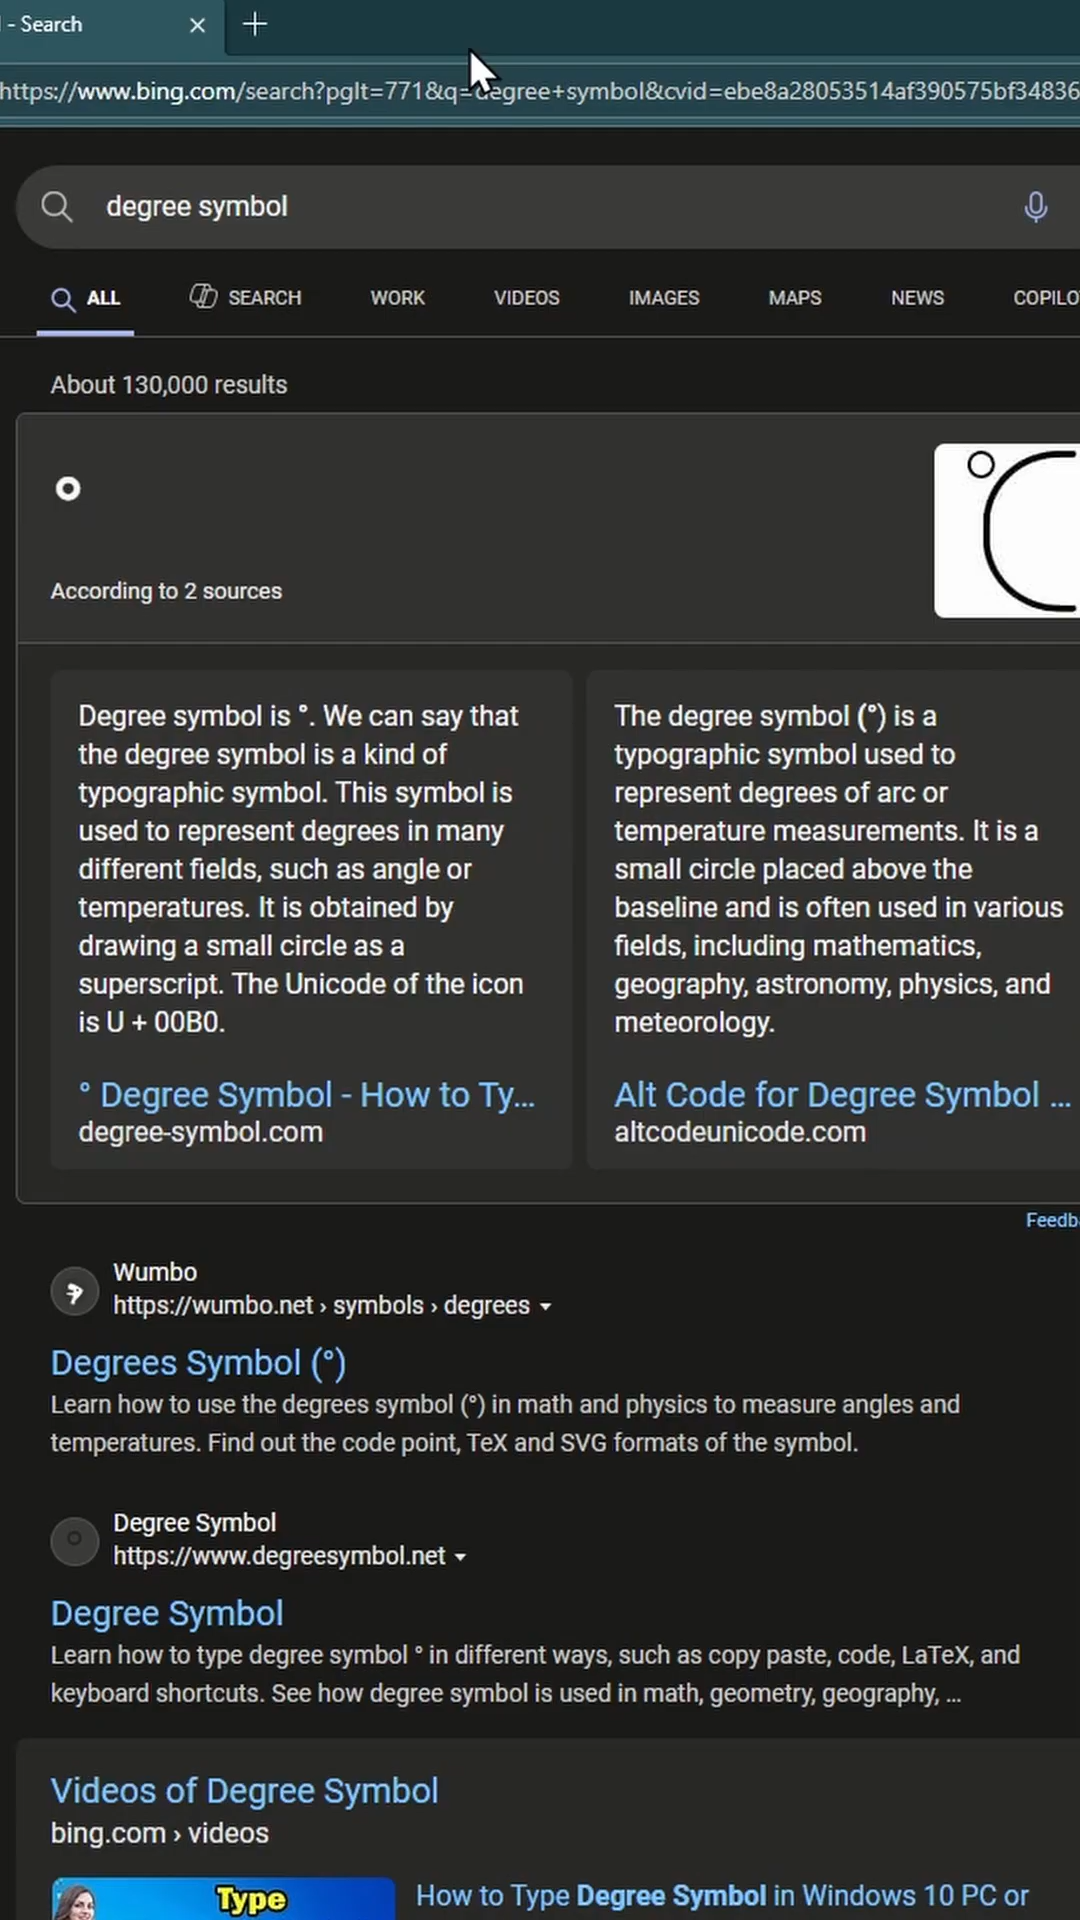 - Search
https://www.bing.com/search?pglt=771&q=degree+symbol&cvid=ebe8a28053514af390575bf34836
degree symbol
ALL SEARCH WORK VIDEOS IMAGES MAPS NEWS COPILO
About 130,000 results
°
°C
According to 2 sources
Degree symbol is °. We can say that
the degree symbol is a kind of
typographic symbol. This symbol is
used to represent degrees in many
different fields, such as angle or
temperatures. It is obtained by
drawing a small circle as a
superscript. The Unicode of the icon
is U + 00B0.
° Degree Symbol - How to Ty...
degree-symbol.com
The degree symbol (°) is a
typographic symbol used to
represent degrees of arc or
temperature measurements. It is a
small circle placed above the
baseline and is often used in various
fields, including mathematics,
geography, astronomy, physics, and
meteorology.
Alt Code for Degree Symbol ...
altcodeunicode.com
Feedba
Wumbo
https://wumbo.net › symbols › degrees
Degrees Symbol (°)
Learn how to use the degrees symbol (°) in math and physics to measure angles and
temperatures. Find out the code point, TeX and SVG formats of the symbol.
Degree Symbol
https://www.degreesymbol.net
Degree Symbol
Learn how to type degree symbol ° in different ways, such as copy paste, code, LaTeX, and
keyboard shortcuts. See how degree symbol is used in math, geometry, geography, ...
Videos of Degree Symbol
bing.com › videos
Type
How to Type Degree Symbol in Windows 10 PC or